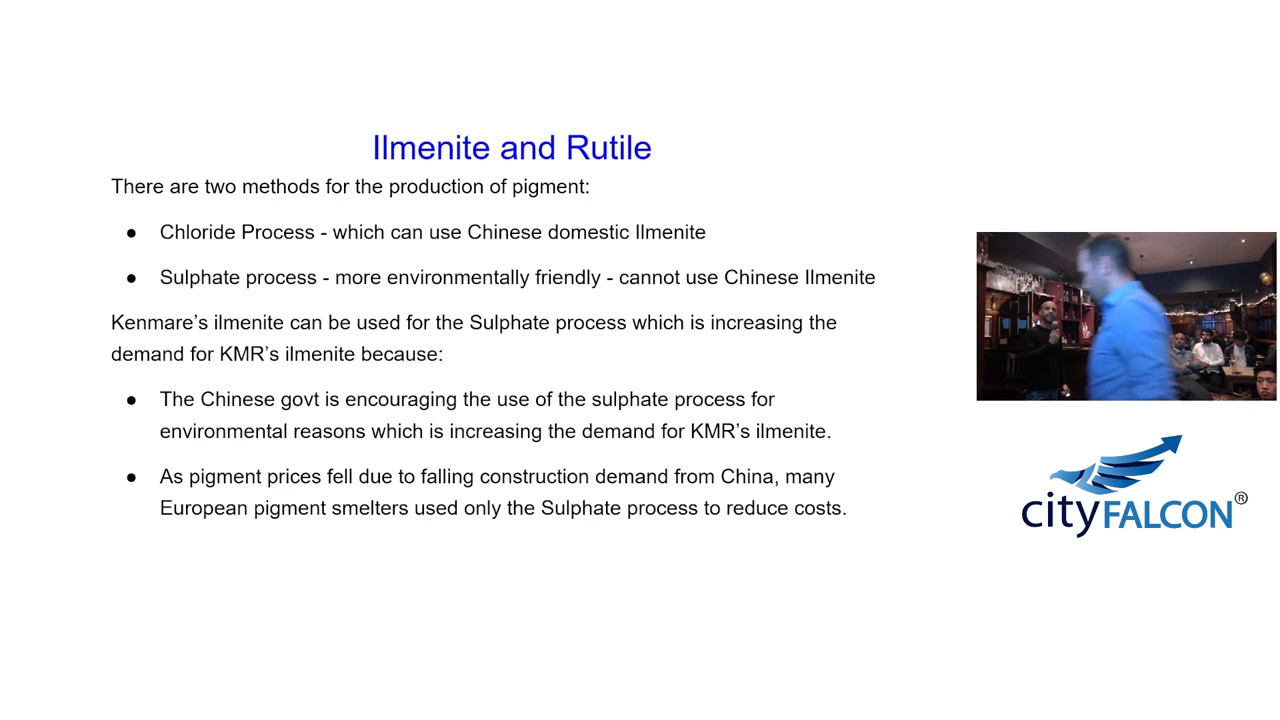 Ilmenite and Rutile
There are two methods for the production of pigment:
● Chloride Process - which can use Chinese domestic Ilmenite
● Sulphate process - more environmentally friendly - cannot use Chinese Ilmenite
Kenmare’s ilmenite can be used for the Sulphate process which is increasing the
demand for KMR’s ilmenite because:
● The Chinese govt is encouraging the use of the sulphate process for
environmental reasons which is increasing the demand for KMR’s ilmenite.
● As pigment prices fell due to falling construction demand from China, many
European pigment smelters used only the Sulphate process to reduce costs.
cityFALCON®